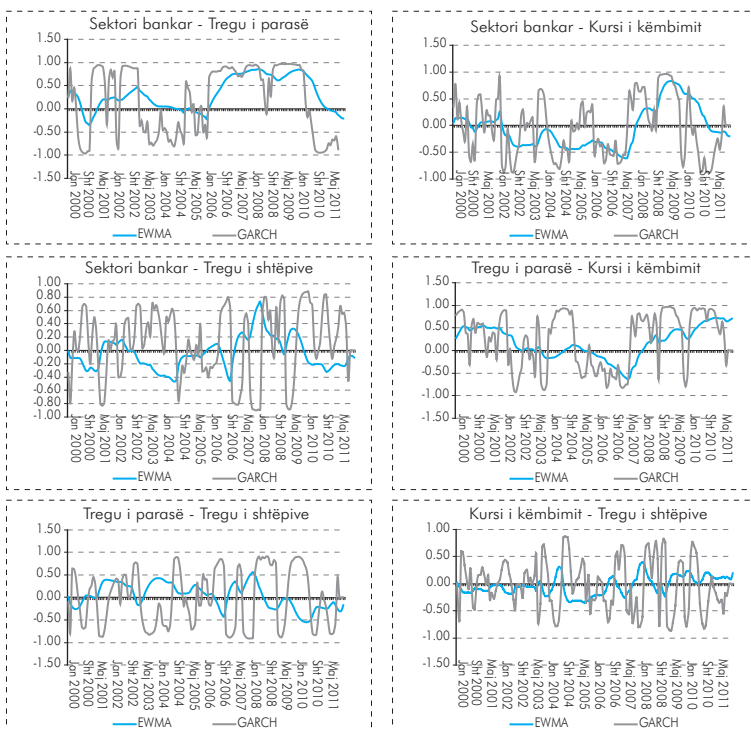 Sektori bankar - Tregu i parasë
1.50
1.00
0.50
0.00
-0.50
-1.00
-1.50
Jan 2000
Sht 2000
Maj 2001
Jan 2002
Sht 2002
Maj 2003
Jan 2004
Sht 2004
Maj 2005
Jan 2006
Sht 2006
Maj 2007
Jan 2008
Sht 2008
Maj 2009
Jan 2010
Sht 2010
Maj 2011
EWMA
GARCH
Sektori bankar - Kursi i këmbimit
1.50
1.00
0.50
0.00
-0.50
-1.00
Jan 2000
Sht 2000
Maj 2001
Jan 2002
Sht 2002
Maj 2003
Jan 2004
Sht 2004
Maj 2005
Jan 2006
Sht 2006
Maj 2007
Jan 2008
Sht 2008
Maj 2009
Jan 2010
Sht 2010
Maj 2011
EWMA
GARCH
Sektori bankar - Tregu i shtëpive
1.00
0.80
0.60
0.40
0.20
0.00
-0.20
-0.40
-0.60
-0.80
-1.00
Jan 2000
Sht 2000
Maj 2001
Jan 2002
Sht 2002
Maj 2003
Jan 2004
Sht 2004
Maj 2005
Jan 2006
Sht 2006
Maj 2007
Jan 2008
Sht 2008
Maj 2009
Jan 2010
Sht 2010
Maj 2011
EWMA
GARCH
Tregu i parasë - Kursi i këmbimit
1.50
1.00
0.50
0.00
-0.50
-1.00
-1.50
Jan 2000
Sht 2000
Maj 2001
Jan 2002
Sht 2002
Maj 2003
Jan 2004
Sht 2004
Maj 2005
Jan 2006
Sht 2006
Maj 2007
Jan 2008
Sht 2008
Maj 2009
Jan 2010
Sht 2010
Maj 2011
EWMA
GARCH
Tregu i parasë - Tregu i shtëpive
1.50
1.00
0.50
0.00
-0.50
-1.00
-1.50
Jan 2000
Sht 2000
Maj 2001
Jan 2002
Sht 2002
Maj 2003
Jan 2004
Sht 2004
Maj 2005
Jan 2006
Sht 2006
Maj 2007
Jan 2008
Sht 2008
Maj 2009
Jan 2010
Sht 2010
Maj 2011
EWMA
GARCH
Kursi i këmbimit - Tregu i shtëpive
1.00
0.50
0.00
-0.50
-1.00
-1.50
Jan 2000
Sht 2000
Maj 2001
Jan 2002
Sht 2002
Maj 2003
Jan 2004
Sht 2004
Maj 2005
Jan 2006
Sht 2006
Maj 2007
Jan 2008
Sht 2008
Maj 2009
Jan 2010
Sht 2010
Maj 2011
EWMA
GARCH